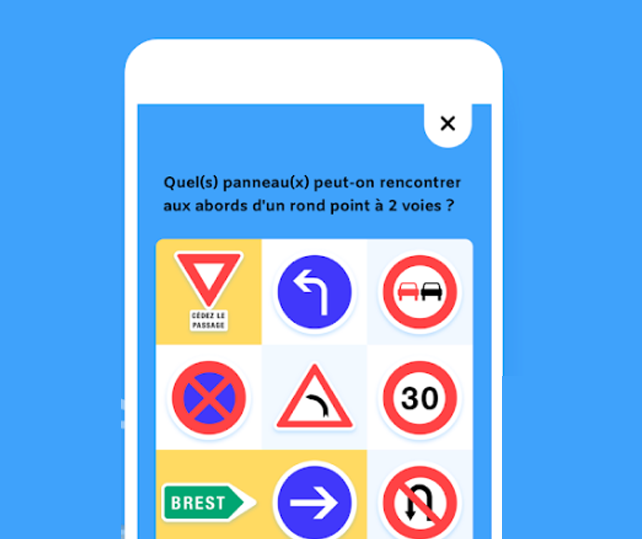 Quel(s) panneau(x) peut-on rencontrer
aux abords d'un rond point à 2 voies ?
CÉDEZ LE
PASSAGE
30
BREST